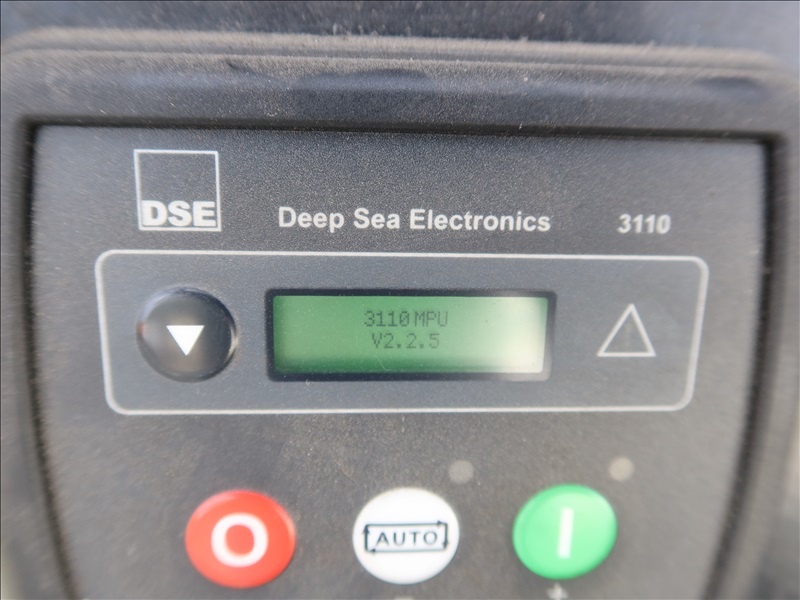 DSE
Deep Sea Electronics
3110
3110 MPU
V2.2.5
O
AUTO
I